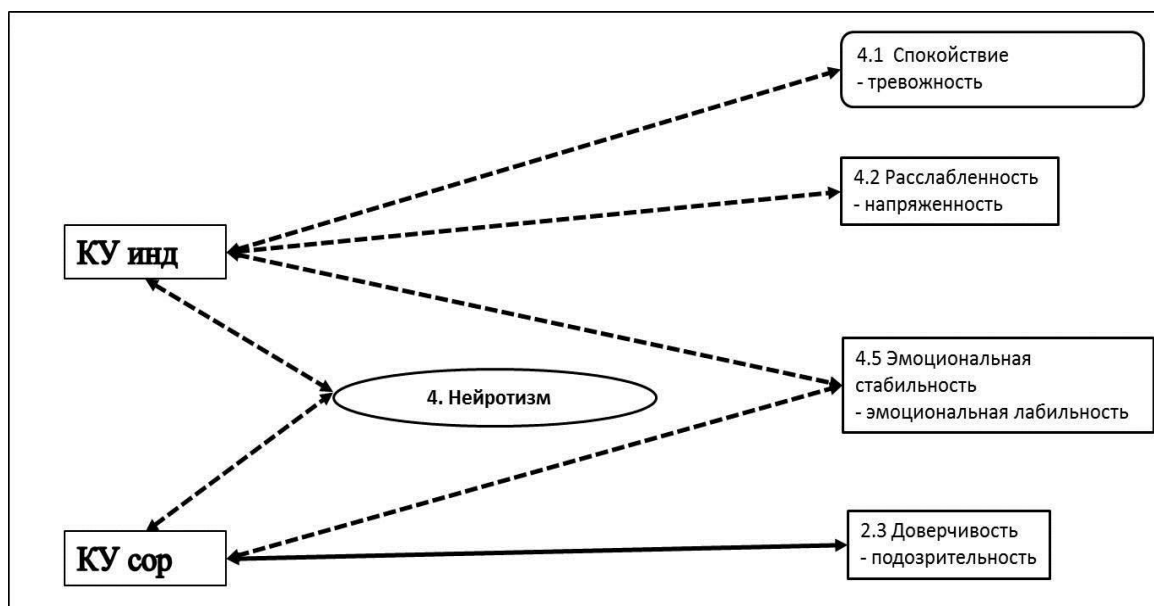 4.1 Спокойствие
- тревожность
4.2 Расслабленность
- напряженность
КУ инд
4.5 Эмоциональная
стабильность
- эмоциональная лабильность
4. Нейротизм
2.3 Доверчивость
- подозрительность
КУ сор